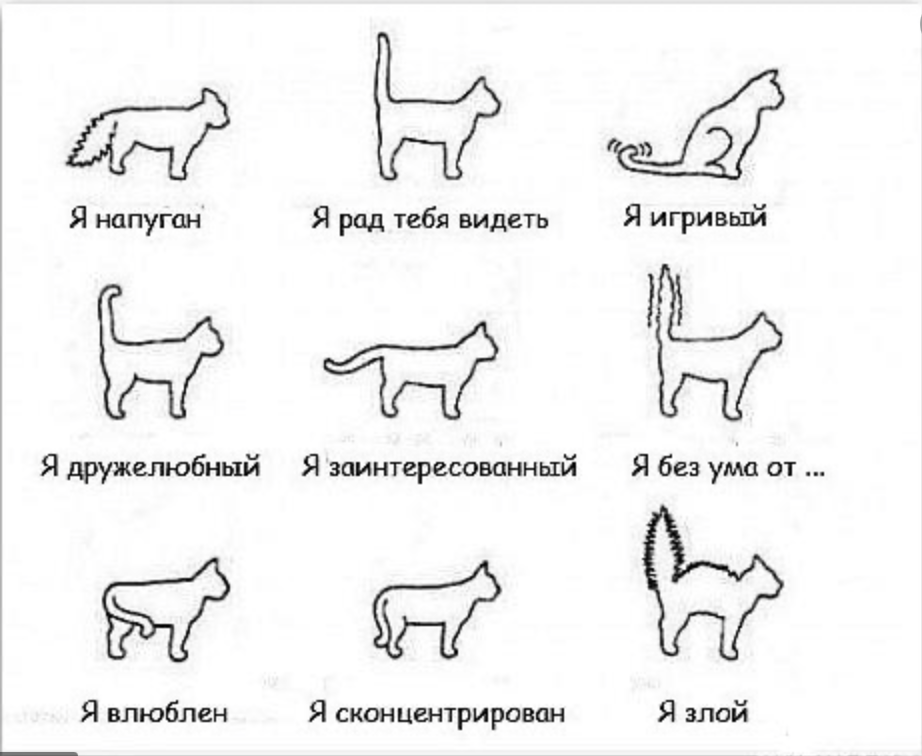 Я напуган
Я рад тебя видеть
Я игривый
Я дружелюбный
Я заинтересованный
Я без ума от ...
Я влюблен
Я сконцентрирован
Я злой